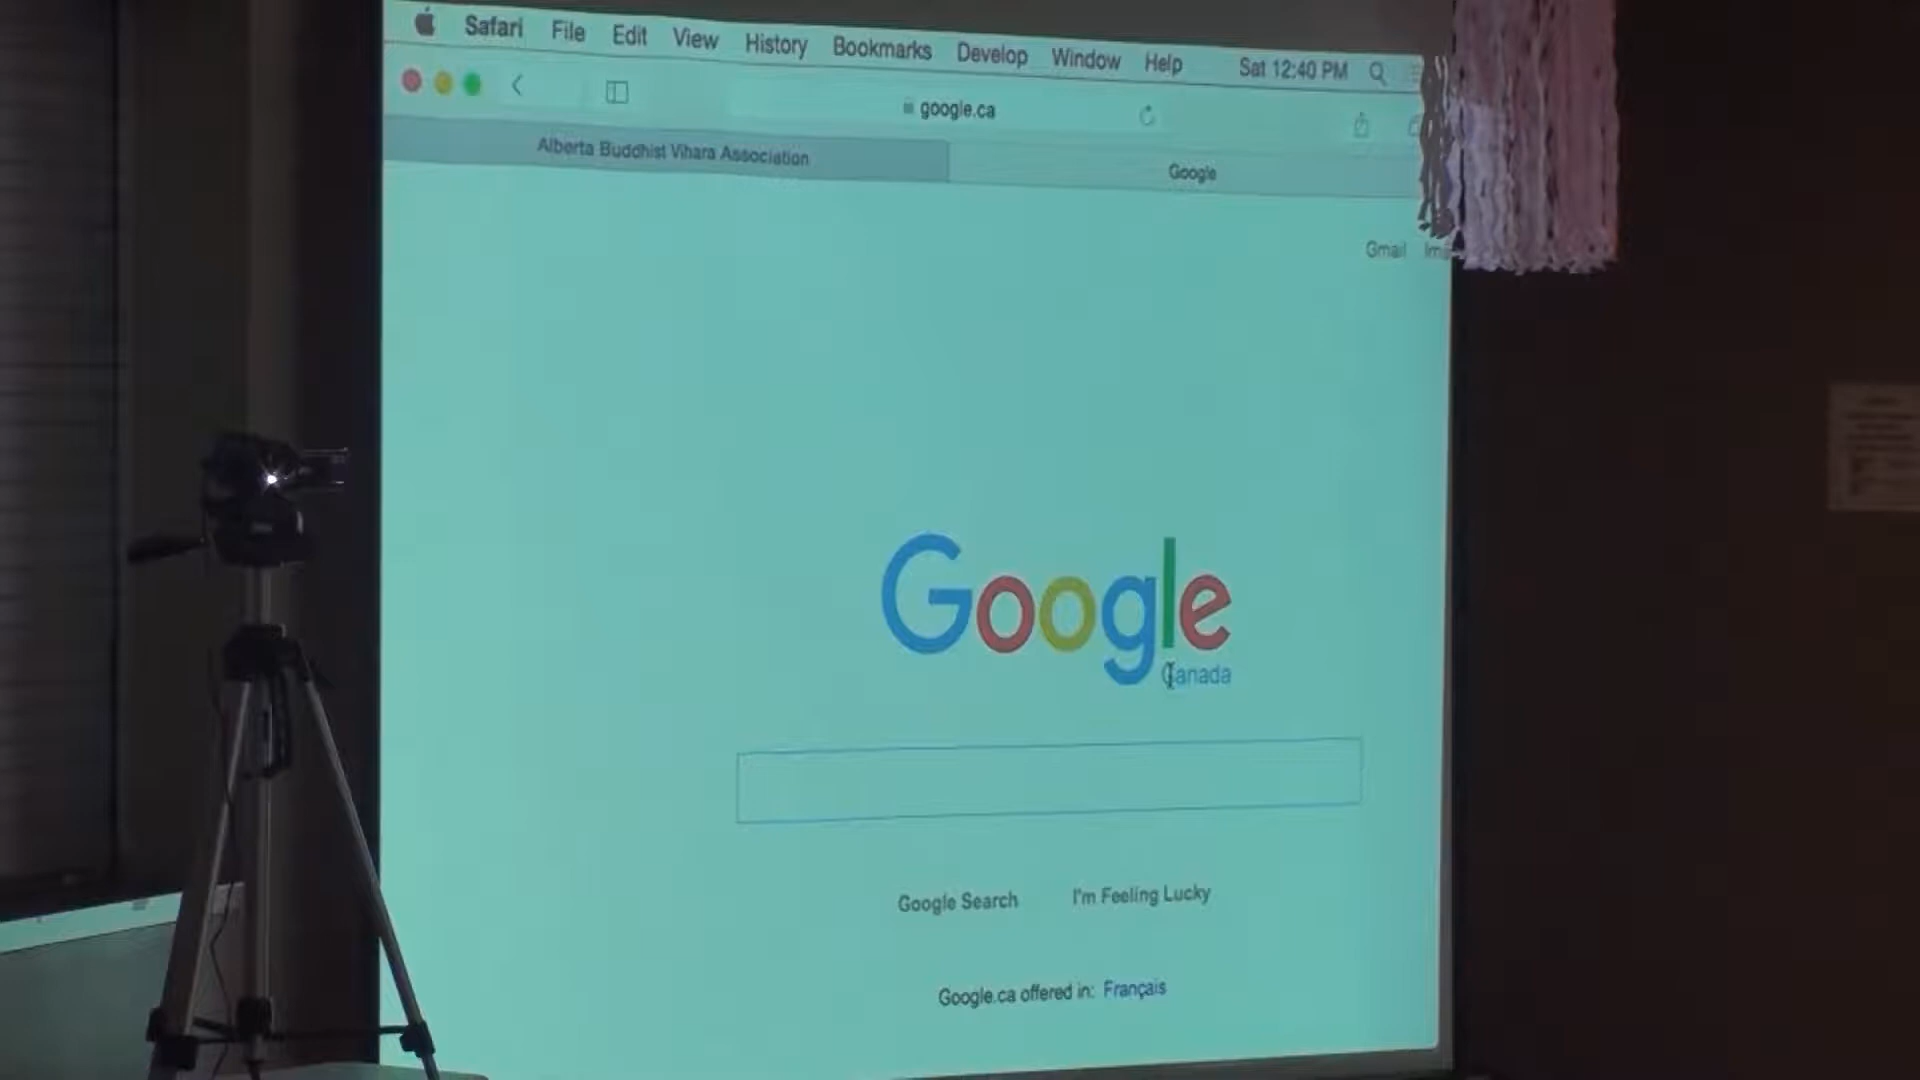 Safari File Edit View History Bookmarks Develop Window Help Sat 12:40 PM
google.ca
Alberta Buddhist Vihara Association
Google
Gmail
Google
Canada
Google Search I'm Feeling Lucky
Google.ca offered in: Français